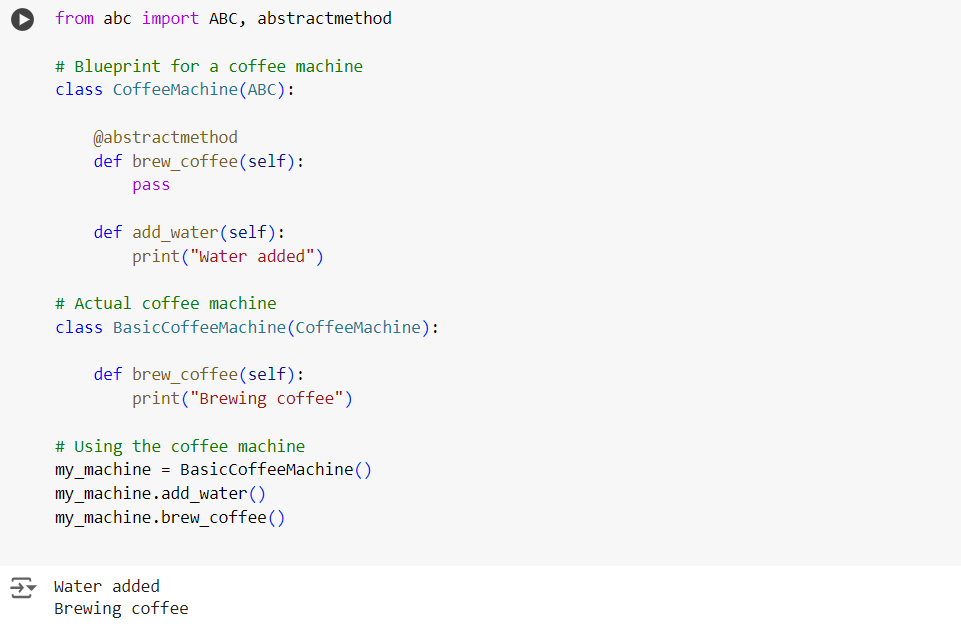 from abc import ABC, abstractmethod
# Blueprint for a coffee machine
class CoffeeMachine(ABC):
    @abstractmethod
    def brew_coffee(self):
        pass
    def add_water(self):
        print("Water added")
# Actual coffee machine
class BasicCoffeeMachine(CoffeeMachine):
    def brew_coffee(self):
        print("Brewing coffee")
# Using the coffee machine
my_machine = BasicCoffeeMachine()
my_machine.add_water()
my_machine.brew_coffee()
Water added
Brewing coffee